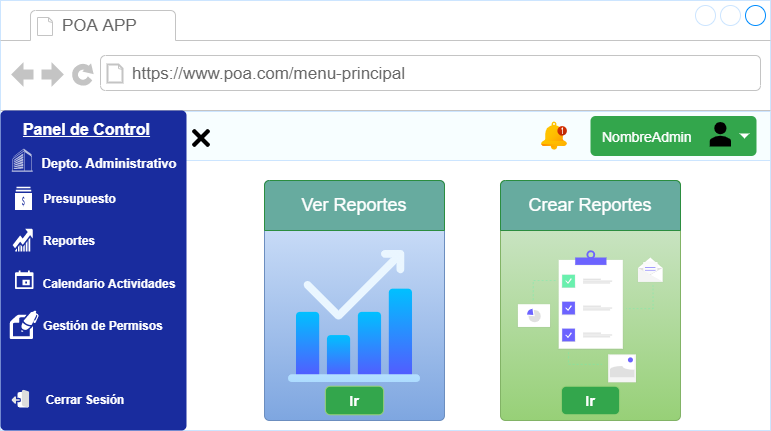 POA APP
https://www.poa.com/menu-principal
Panel de Control
Depto. Administrativo
Presupuesto
Reportes
Calendario Actividades
Gestión de Permisos
Cerrar Sesión
1
NombreAdmin
Ver Reportes
Ir
Crear Reportes
Ir